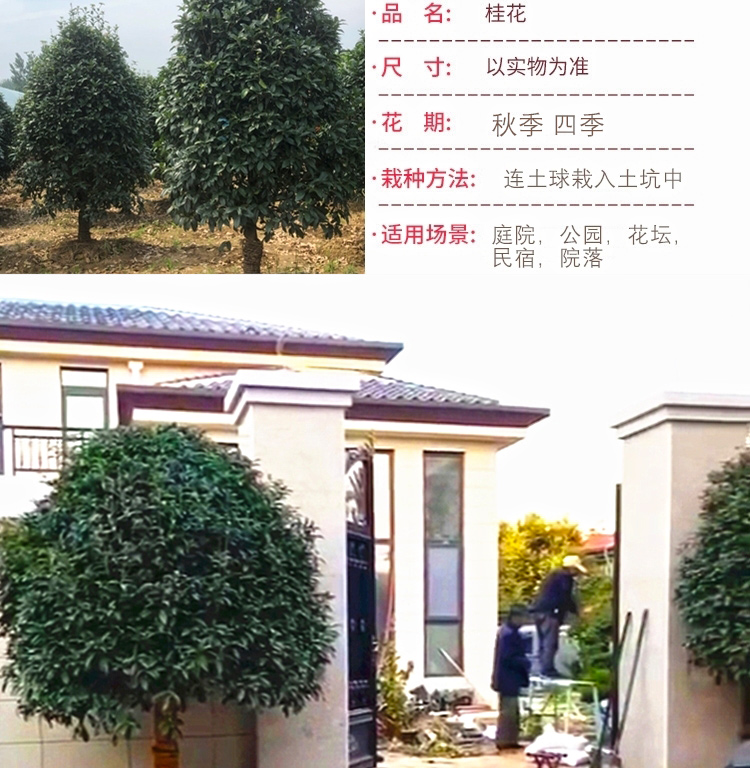 ·品 名: 桂花
·尺 寸: 以实物为准
·花 期: 秋季 四季
·栽种方法: 连土球栽入土坑中
·适用场景: 庭院, 公园, 花坛,
民宿, 院落